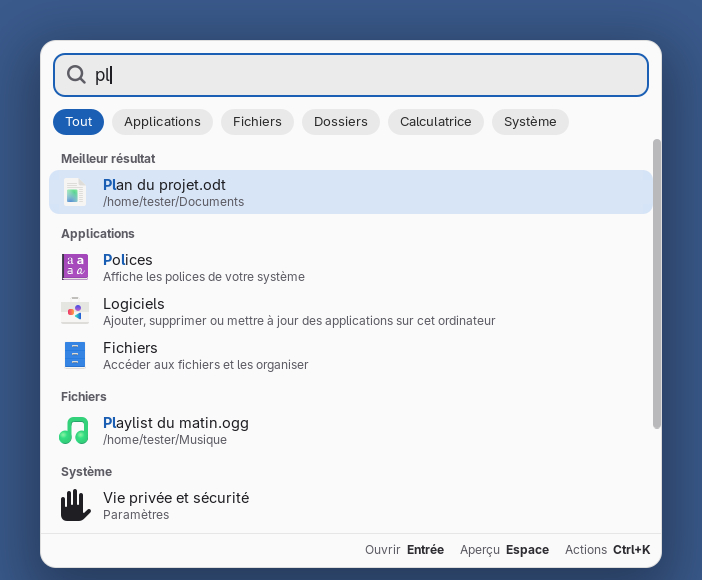 pl
Tout Applications Fichiers Dossiers Calculatrice Système
Meilleur résultat
Plan du projet.odt
/home/tester/Documents
Applications
Polices
Affiche les polices de votre système
Logiciels
Ajouter, supprimer ou mettre à jour des applications sur cet ordinateur
Fichiers
Accéder aux fichiers et les organiser
Fichiers
Playlist du matin.ogg
/home/tester/Musique
Système
Vie privée et sécurité
Paramètres
Ouvrir Entrée Aperçu Espace Actions Ctrl+K